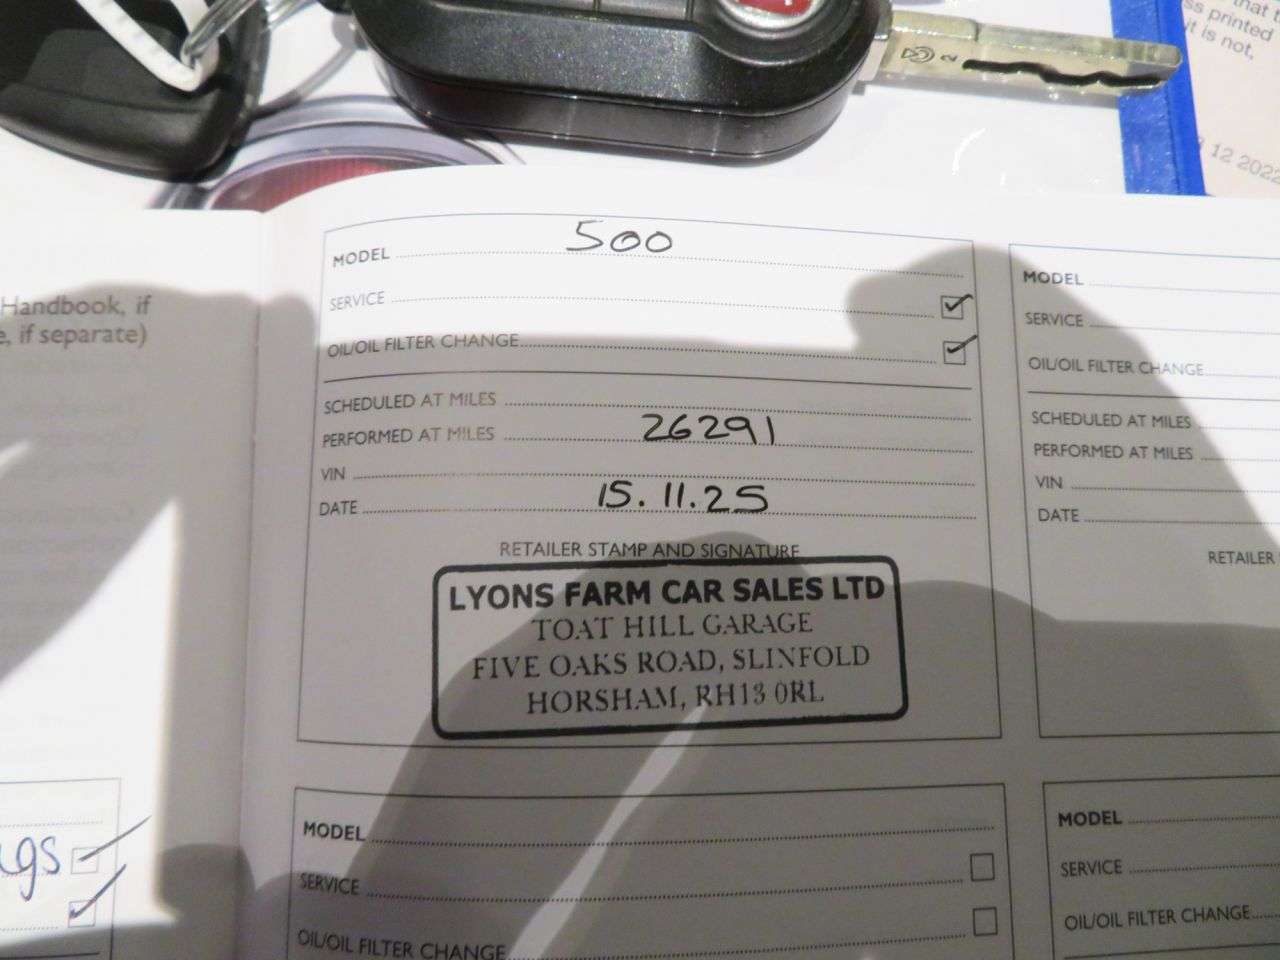 that
ss printed
it is not,
12 2022
Handbook, if
e, if separate)
MODEL 500
SERVICE ✓
OIL/OIL FILTER CHANGE ✓
SCHEDULED AT MILES
PERFORMED AT MILES 26291
VIN
DATE 15.11.25
RETAILER STAMP AND SIGNATURE
LYONS FARM CAR SALES LTD
TOAT HILL GARAGE
FIVE OAKS ROAD, SLINFOLD
HORSHAM, RH13 0RL
MODEL
SERVICE
OIL/OIL FILTER CHANGE
SCHEDULED AT MILES
PERFORMED AT MILES
VIN
DATE
RETAILER
gs
MODEL
SERVICE
OIL/OIL FILTER CHANGE
MODEL
SERVICE
OIL/OIL FILTER CHANGE